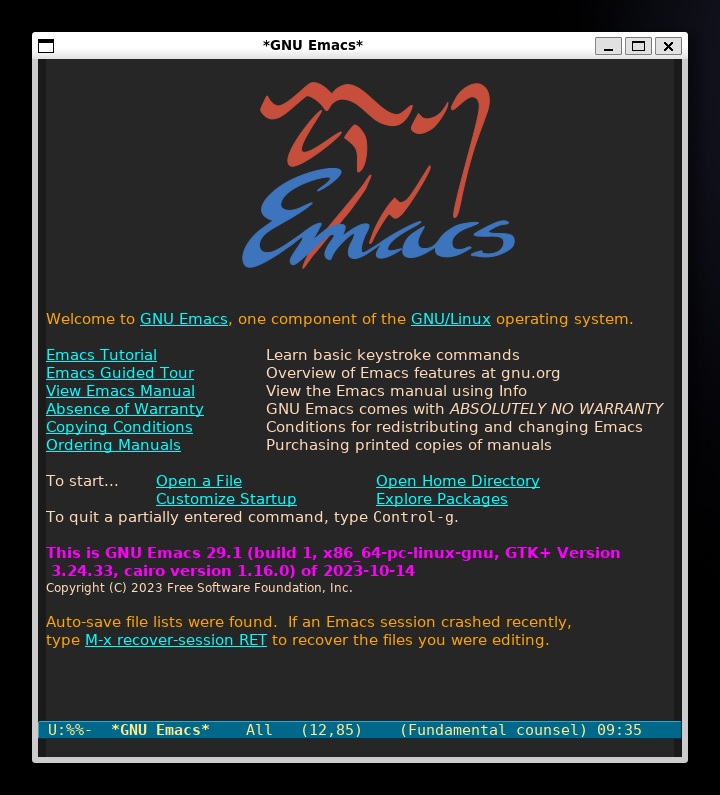 *GNU Emacs*
Emacs
Welcome to GNU Emacs, one component of the GNU/Linux operating system.
Emacs Tutorial Learn basic keystroke commands
Emacs Guided Tour Overview of Emacs features at gnu.org
View Emacs Manual View the Emacs manual using Info
Absence of Warranty GNU Emacs comes with ABSOLUTELY NO WARRANTY
Copying Conditions Conditions for redistributing and changing Emacs
Ordering Manuals Purchasing printed copies of manuals
To start... Open a File Open Home Directory
Customize Startup Explore Packages
To quit a partially entered command, type Control-g.
This is GNU Emacs 29.1 (build 1, x86_64-pc-linux-gnu, GTK+ Version
3.24.33, cairo version 1.16.0) of 2023-10-14
Copyright (C) 2023 Free Software Foundation, Inc.
Auto-save file lists were found.  If an Emacs session crashed recently,
type M-x recover-session RET to recover the files you were editing.
U:%%-  *GNU Emacs*    All   (12,85)    (Fundamental counsel) 09:35